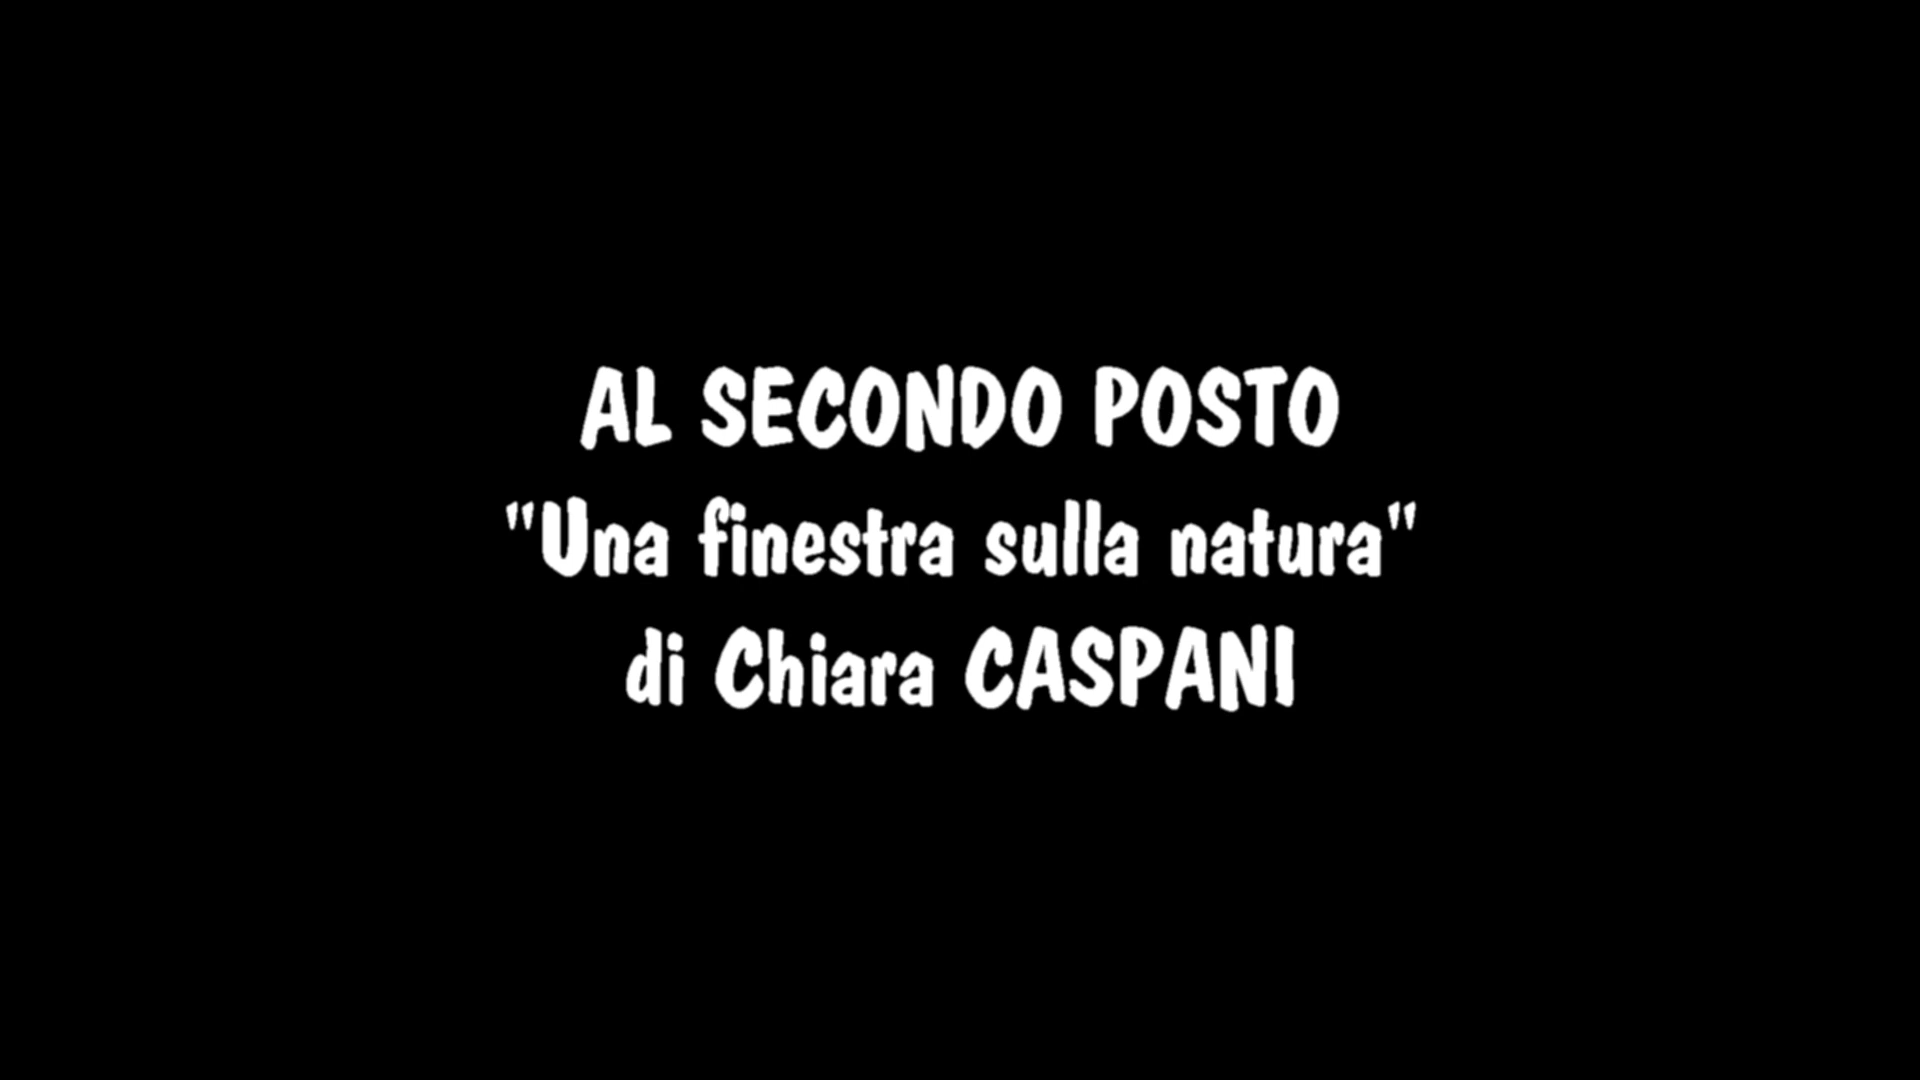 AL SECONDO POSTO
"Una finestra sulla natura"
di Chiara CASPANI